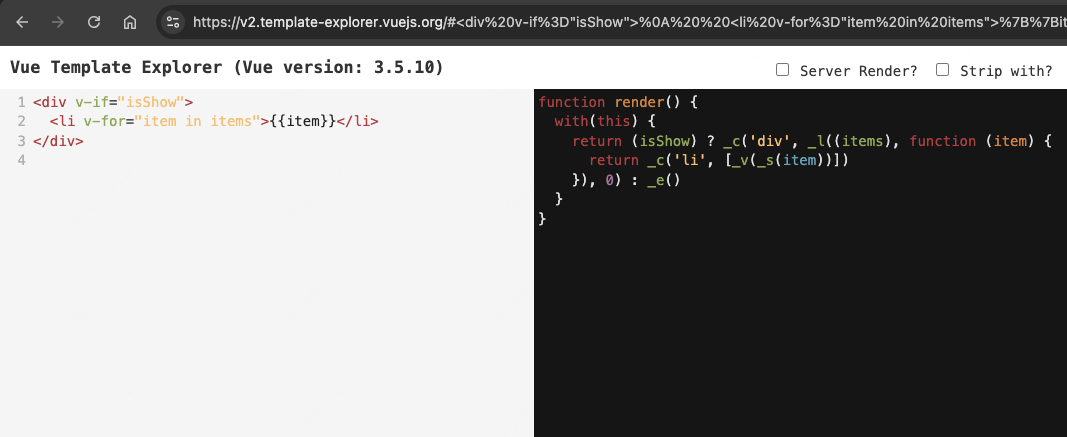 https://v2.template-explorer.vuejs.org/#<div%20v-if%3D"isShow">%0A%20%20<li%20v-for%3D"item%20in%20items">%7B%7Bit
Vue Template Explorer (Vue version: 3.5.10)
Server Render? Strip with?
1 <div v-if="isShow">
2   <li v-for="item in items">{{item}}</li>
3 </div>
4
function render() {
  with(this) {
    return (isShow) ? _c('div', _l((items), function (item) {
      return _c('li', [_v(_s(item))])
    }), 0) : _e()
  }
}